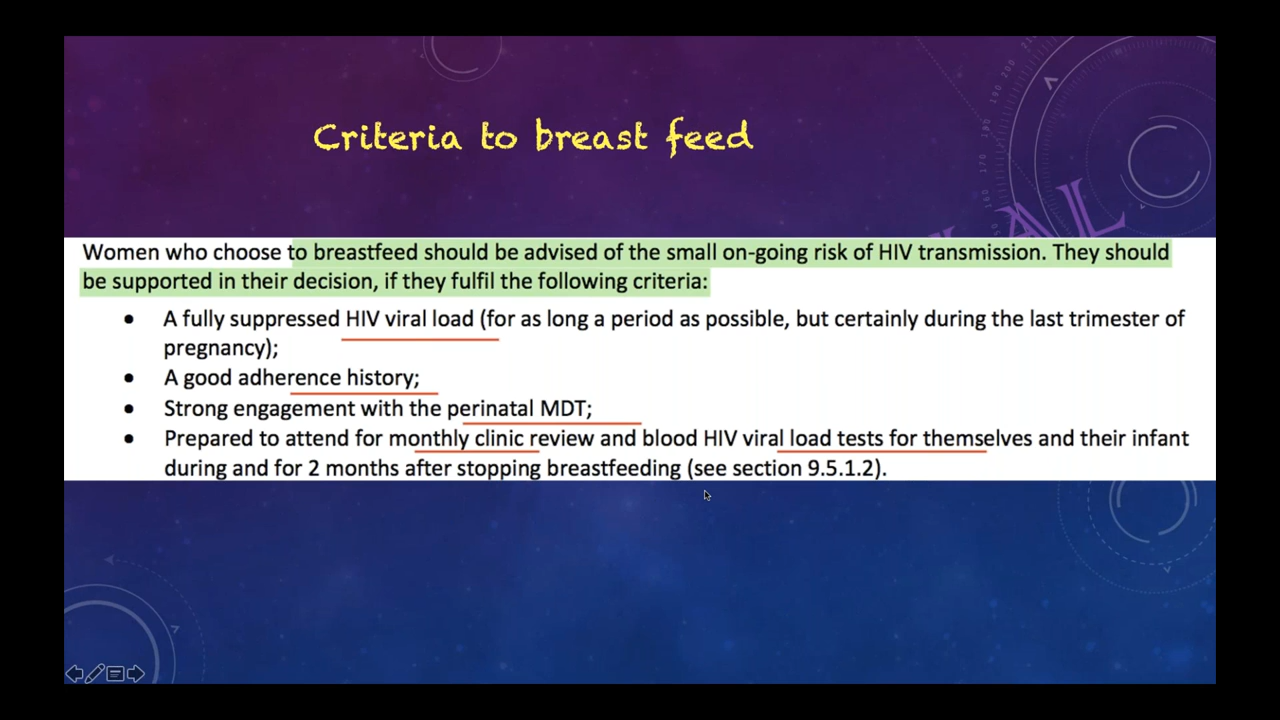 Criteria to breast feed
Women who choose to breastfeed should be advised of the small on-going risk of HIV transmission. They should
be supported in their decision, if they fulfil the following criteria:
• A fully suppressed HIV viral load (for as long a period as possible, but certainly during the last trimester of
pregnancy);
• A good adherence history;
• Strong engagement with the perinatal MDT;
• Prepared to attend for monthly clinic review and blood HIV viral load tests for themselves and their infant
during and for 2 months after stopping breastfeeding (see section 9.5.1.2).